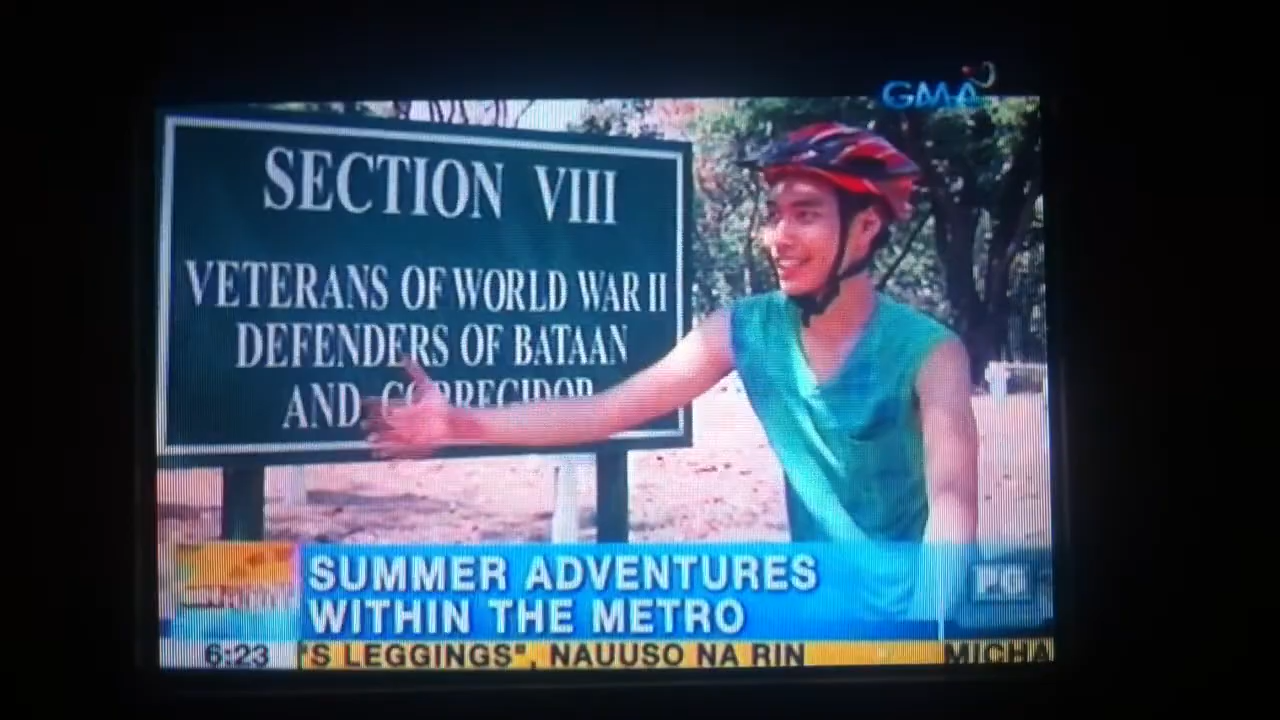 GMA
SECTION VIII
VETERANS OF WORLD WAR II
DEFENDERS OF BATAAN
AND CORREGIDOR
SUMMER ADVENTURES
WITHIN THE METRO
PG
6:23 "S LEGGINGS", NAUUSO NA RIN MICHA